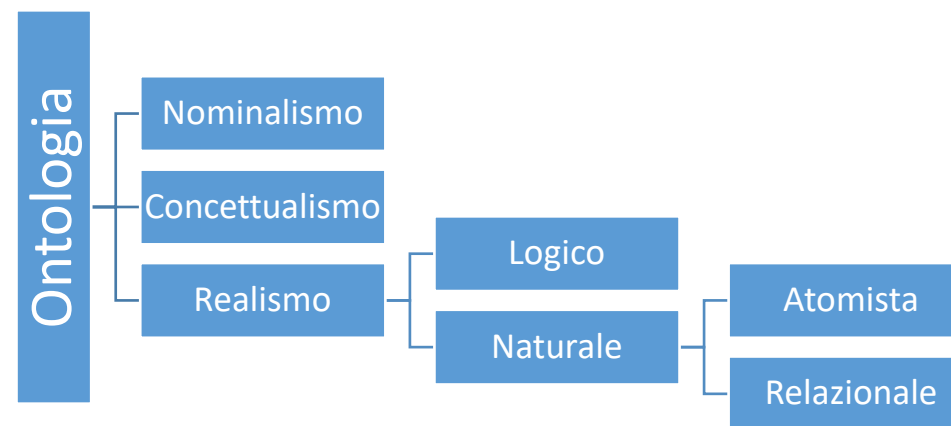 Ontologia
Nominalismo
Concettualismo
Realismo
Logico
Naturale
Atomista
Relazionale